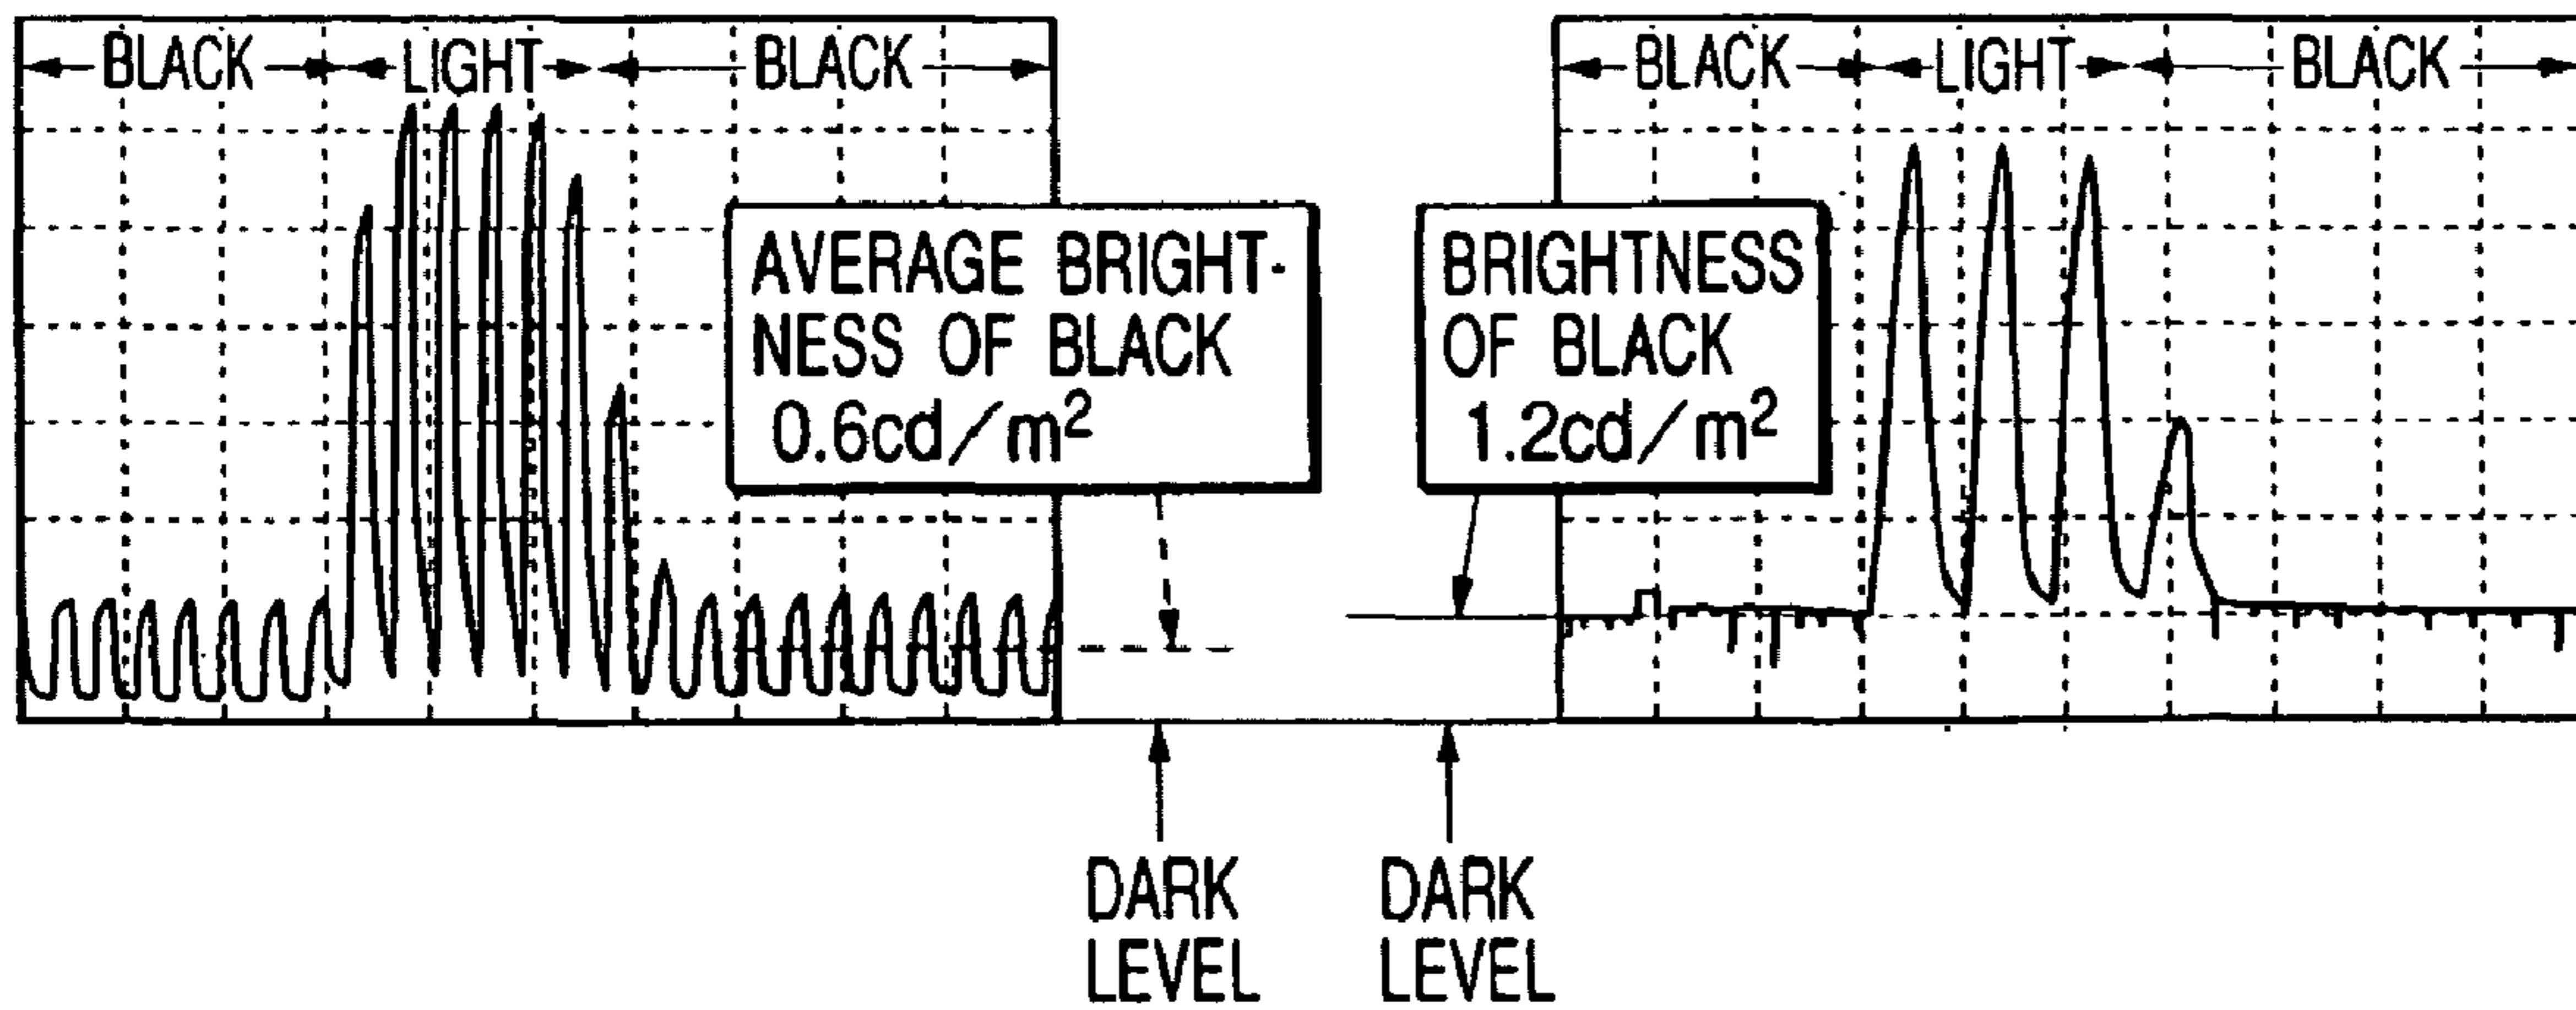 BLACK LIGHT BLACK
BLACK LIGHT BLACK
AVERAGE BRIGHT-
NESS OF BLACK
0.6cd/m²
BRIGHTNESS
OF BLACK
1.2cd/m²
DARK
LEVEL
DARK
LEVEL